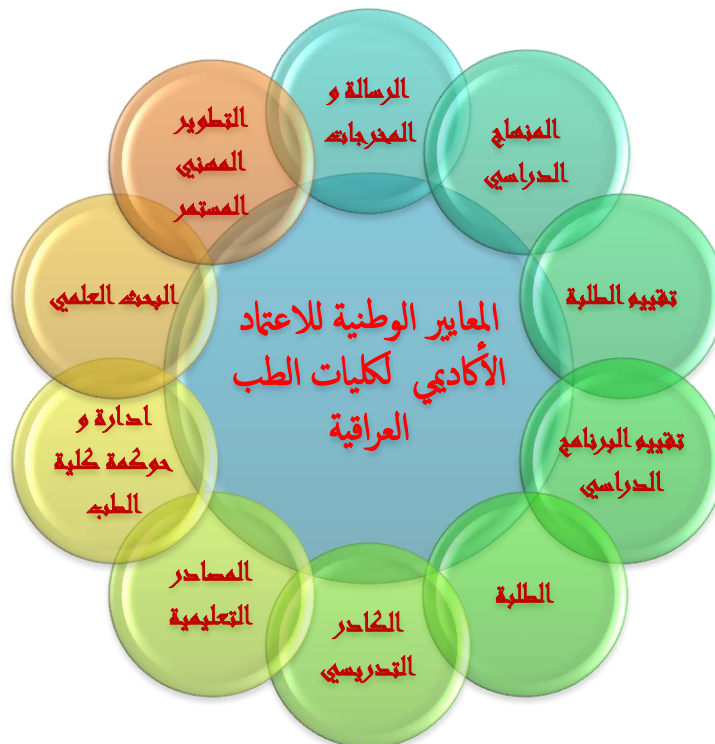 الرسالة و
المخرجات
المنهاج
الدراسي
تقييم الطلبة
تقييم البرنامج
الدراسي
الطلبة
الكادر
التدريسي
المصادر
التعليمية
ادارة و
حوكمة كلية
الطب
البحث العلمي
التطوير
المهني
المستمر
المعايير الوطنية للاعتماد
الأكاديمي لكليات الطب
العراقية